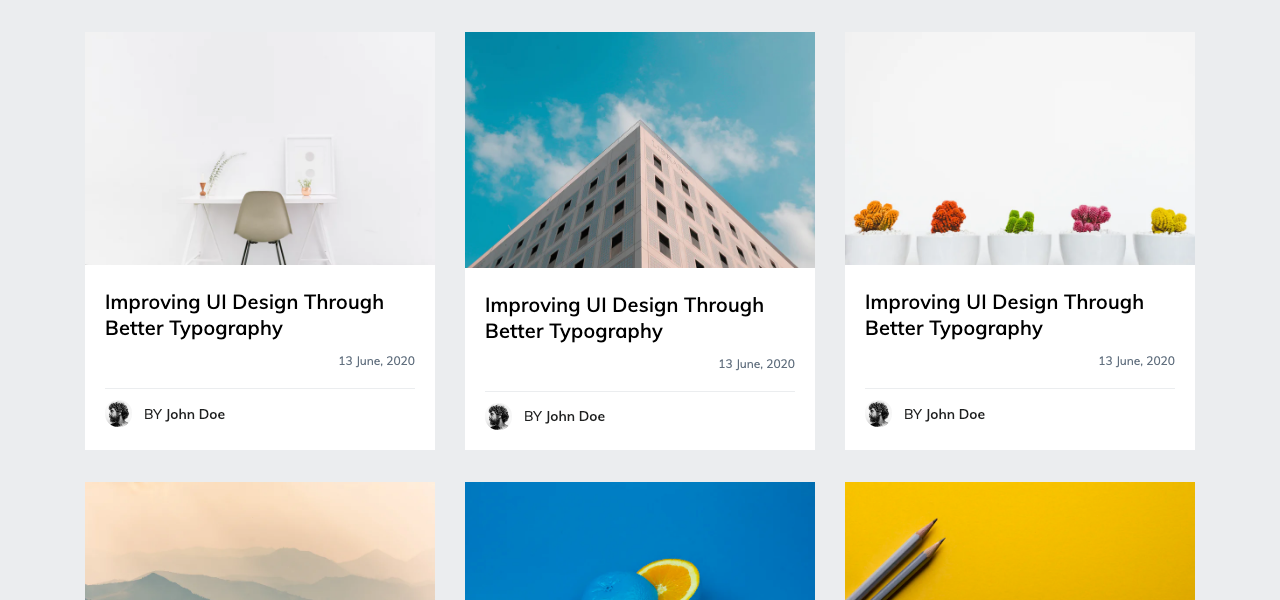 Improving UI Design Through
Better Typography
13 June, 2020
BY John Doe
Improving UI Design Through
Better Typography
13 June, 2020
BY John Doe
Improving UI Design Through
Better Typography
13 June, 2020
BY John Doe